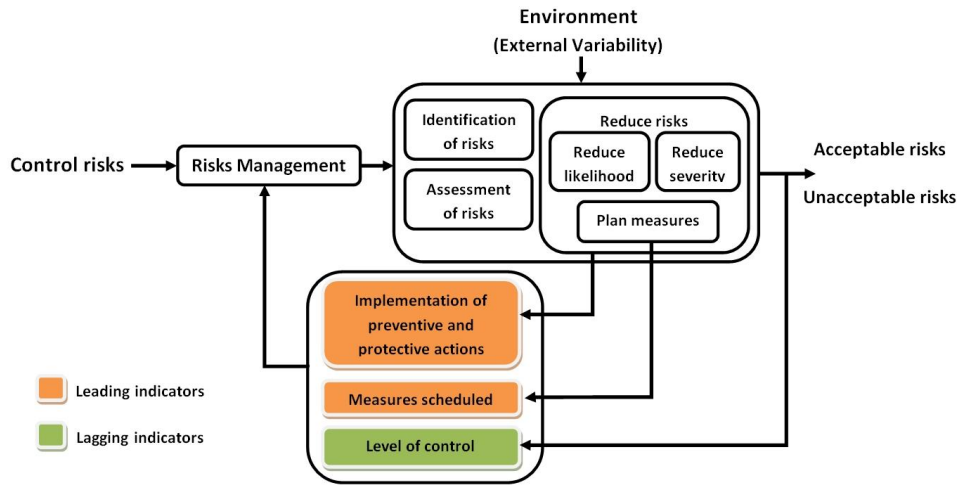 Environment
(External Variability)
Control risks
Risks Management
Identification
of risks
Assessment
of risks
Reduce risks
Reduce
likelihood
Reduce
severity
Plan measures
Acceptable risks
Unacceptable risks
Implementation of
preventive and
protective actions
Measures scheduled
Level of control
Leading indicators
Lagging indicators